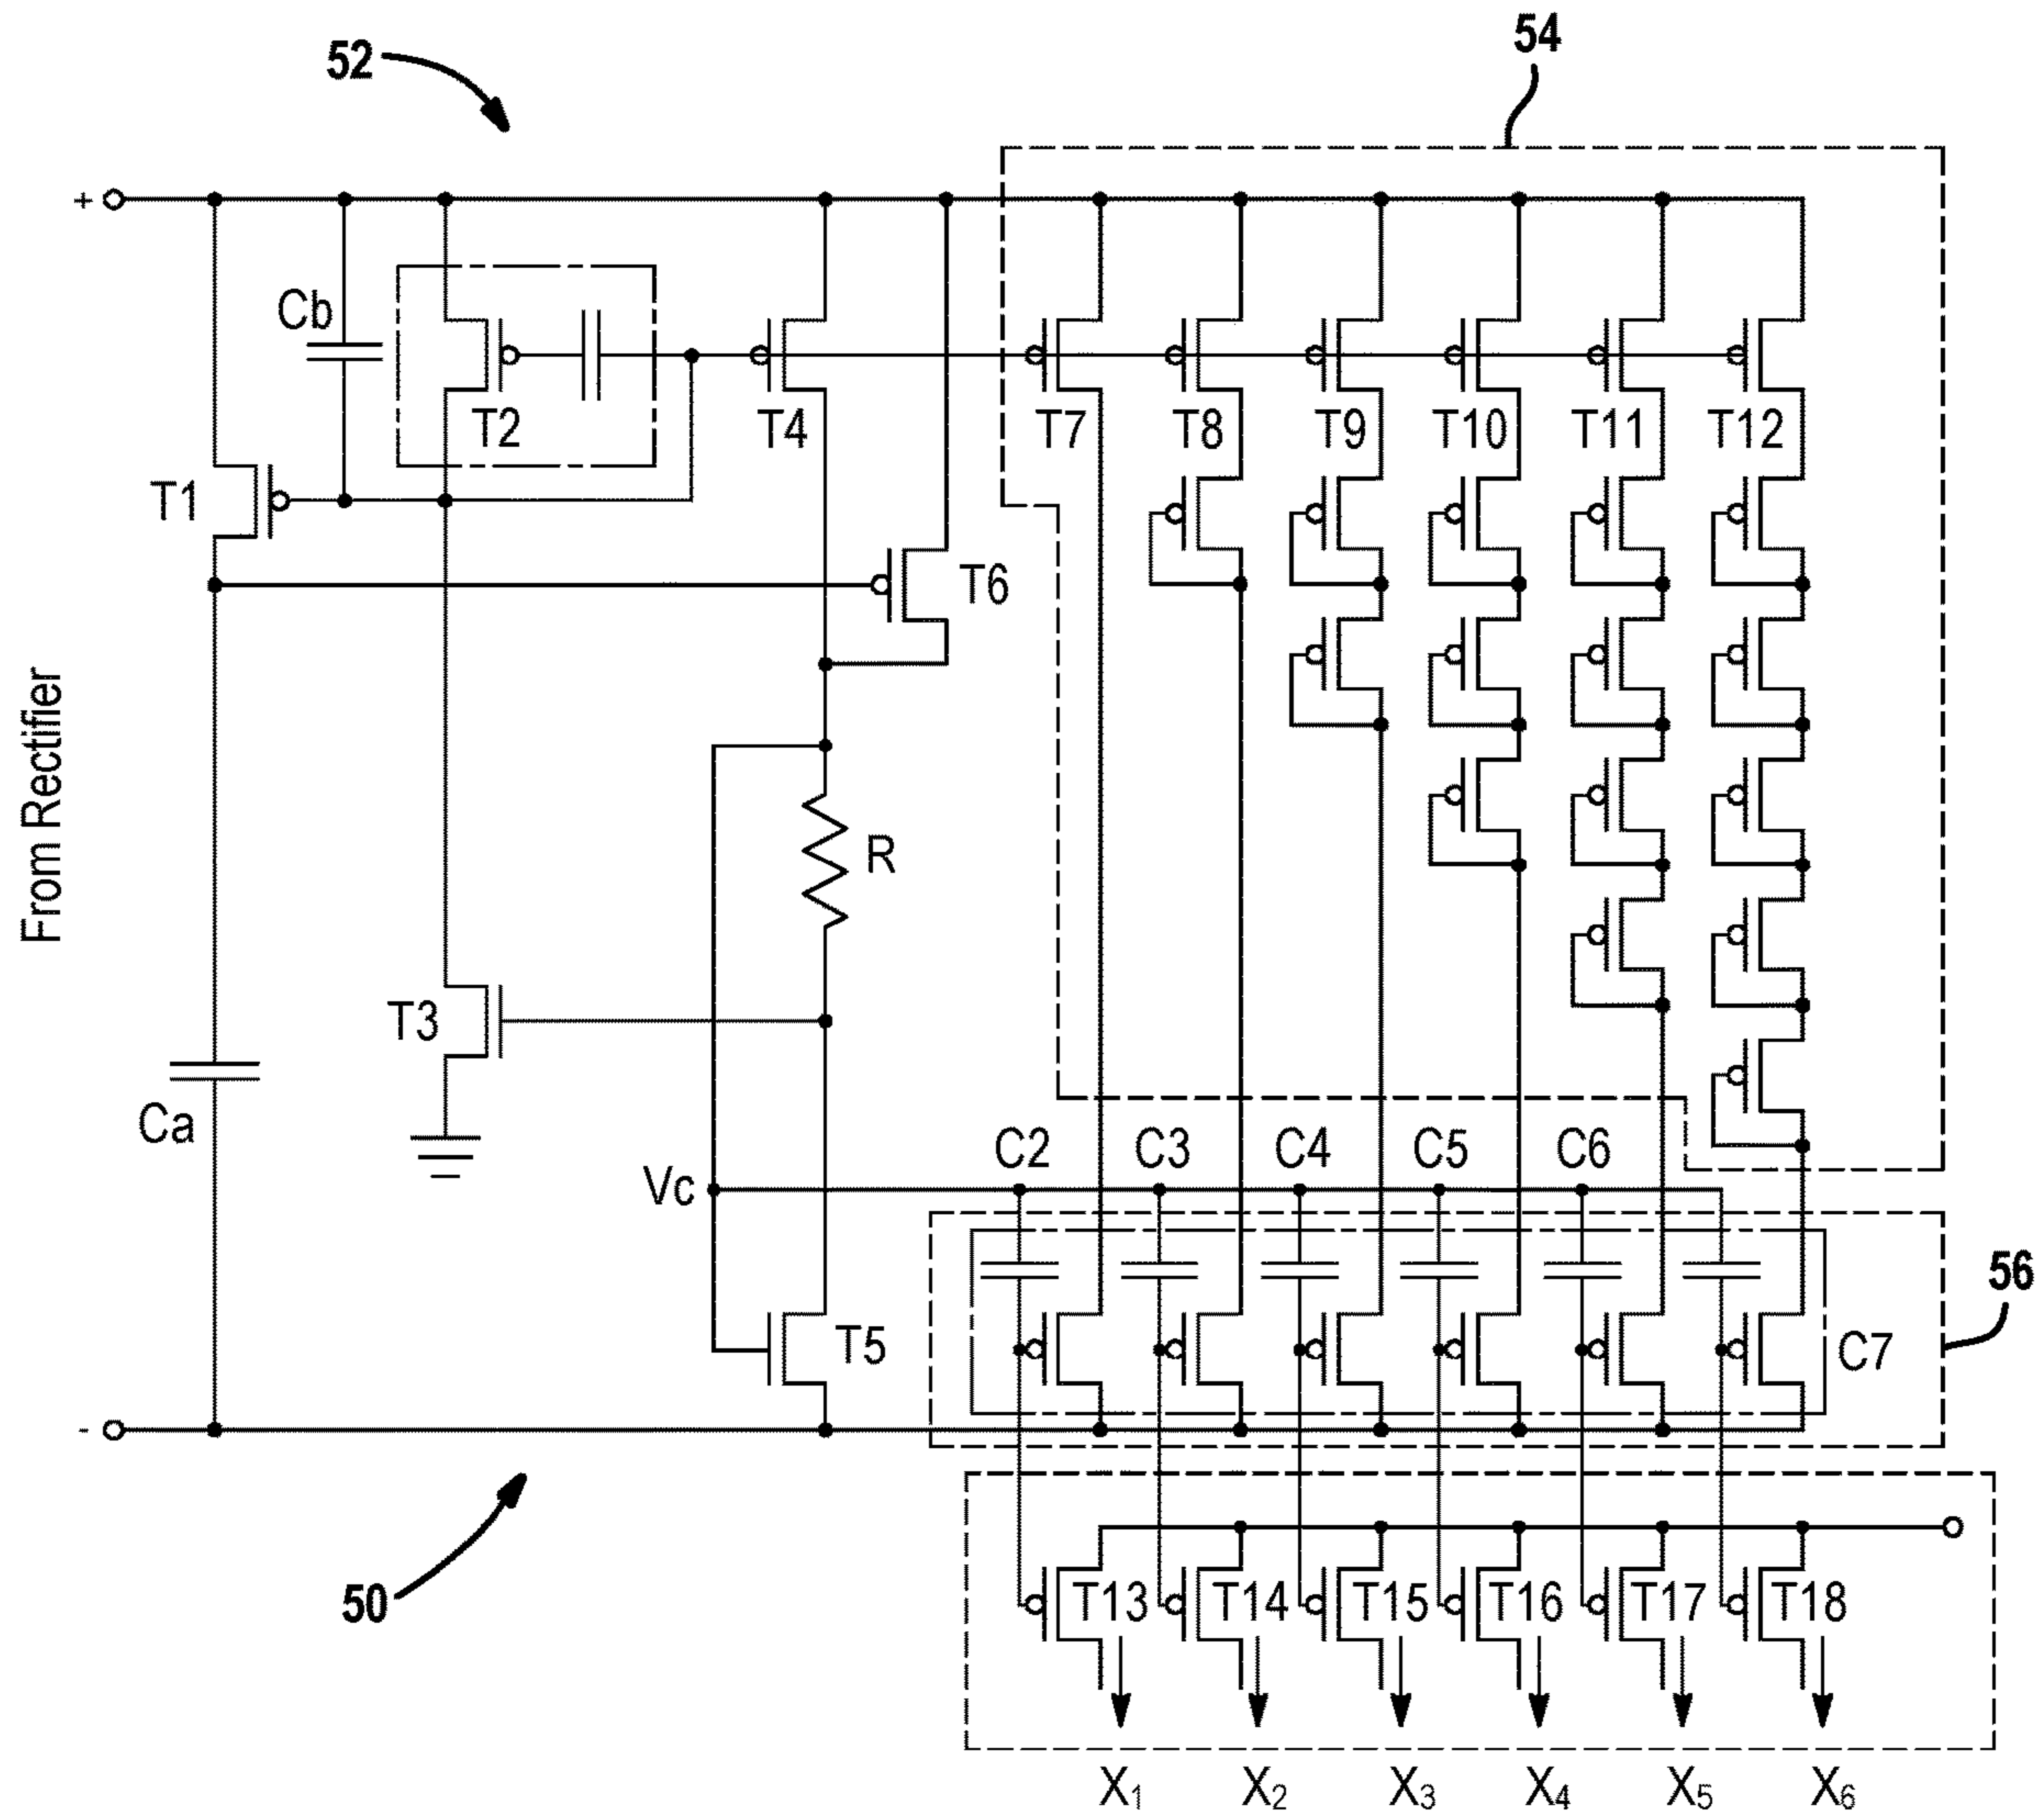 54
52
+
Cb
T2
T4
T7
T8
T9
T10
T11
T12
T1
T6
From Rectifier
R
T3
Ca
C2
C3
C4
C5
C6
Vc
56
T5
C7
-
50
T13
T14
T15
T16
T17
T18
X₁
X₂
X₃
X₄
X₅
X₆